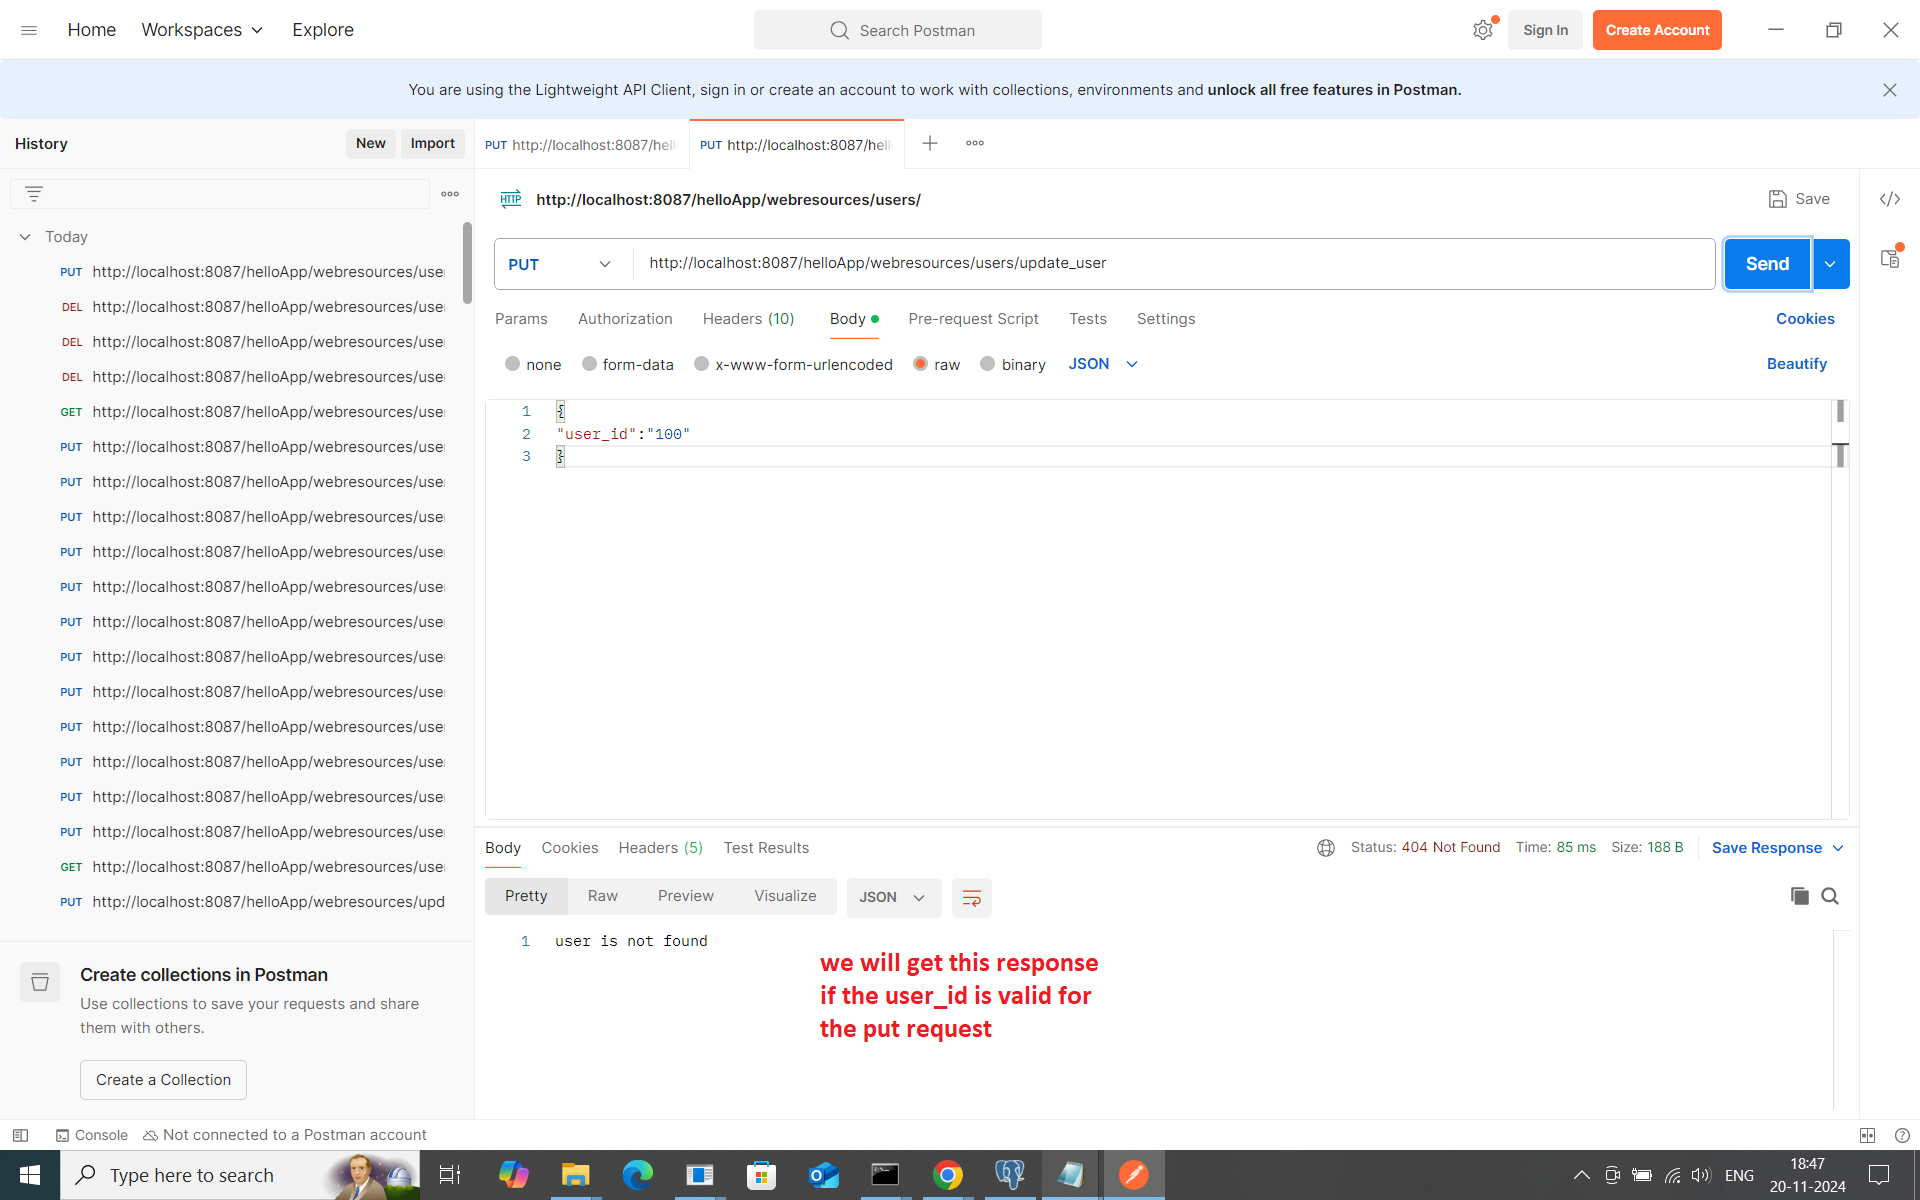 Home Workspaces Explore Search Postman Sign In Create Account
You are using the Lightweight API Client, sign in or create an account to work with collections, environments and unlock all free features in Postman.
History New Import
PUT http://localhost:8087/hell PUT http://localhost:8087/hell
HTTP http://localhost:8087/helloApp/webresources/users/ Save
Today
PUT http://localhost:8087/helloApp/webresources/use
DEL http://localhost:8087/helloApp/webresources/use
DEL http://localhost:8087/helloApp/webresources/use
DEL http://localhost:8087/helloApp/webresources/use
GET http://localhost:8087/helloApp/webresources/use
PUT http://localhost:8087/helloApp/webresources/use
PUT http://localhost:8087/helloApp/webresources/use
PUT http://localhost:8087/helloApp/webresources/use
PUT http://localhost:8087/helloApp/webresources/use
PUT http://localhost:8087/helloApp/webresources/use
PUT http://localhost:8087/helloApp/webresources/use
PUT http://localhost:8087/helloApp/webresources/use
PUT http://localhost:8087/helloApp/webresources/use
PUT http://localhost:8087/helloApp/webresources/use
PUT http://localhost:8087/helloApp/webresources/use
PUT http://localhost:8087/helloApp/webresources/use
PUT http://localhost:8087/helloApp/webresources/use
GET http://localhost:8087/helloApp/webresources/use
PUT http://localhost:8087/helloApp/webresources/upd
Create collections in Postman
Use collections to save your requests and share
them with others.
Create a Collection
PUT http://localhost:8087/helloApp/webresources/users/update_user Send
Params Authorization Headers (10) Body Pre-request Script Tests Settings Cookies
none form-data x-www-form-urlencoded raw binary JSON Beautify
1 {
2 "user_id":"100"
3 }
Body Cookies Headers (5) Test Results Status: 404 Not Found Time: 85 ms Size: 188 B Save Response
Pretty Raw Preview Visualize JSON
1 user is not found
we will get this response
if the user_id is valid for
the put request
Console Not connected to a Postman account
Type here to search
ENG
18:47
20-11-2024